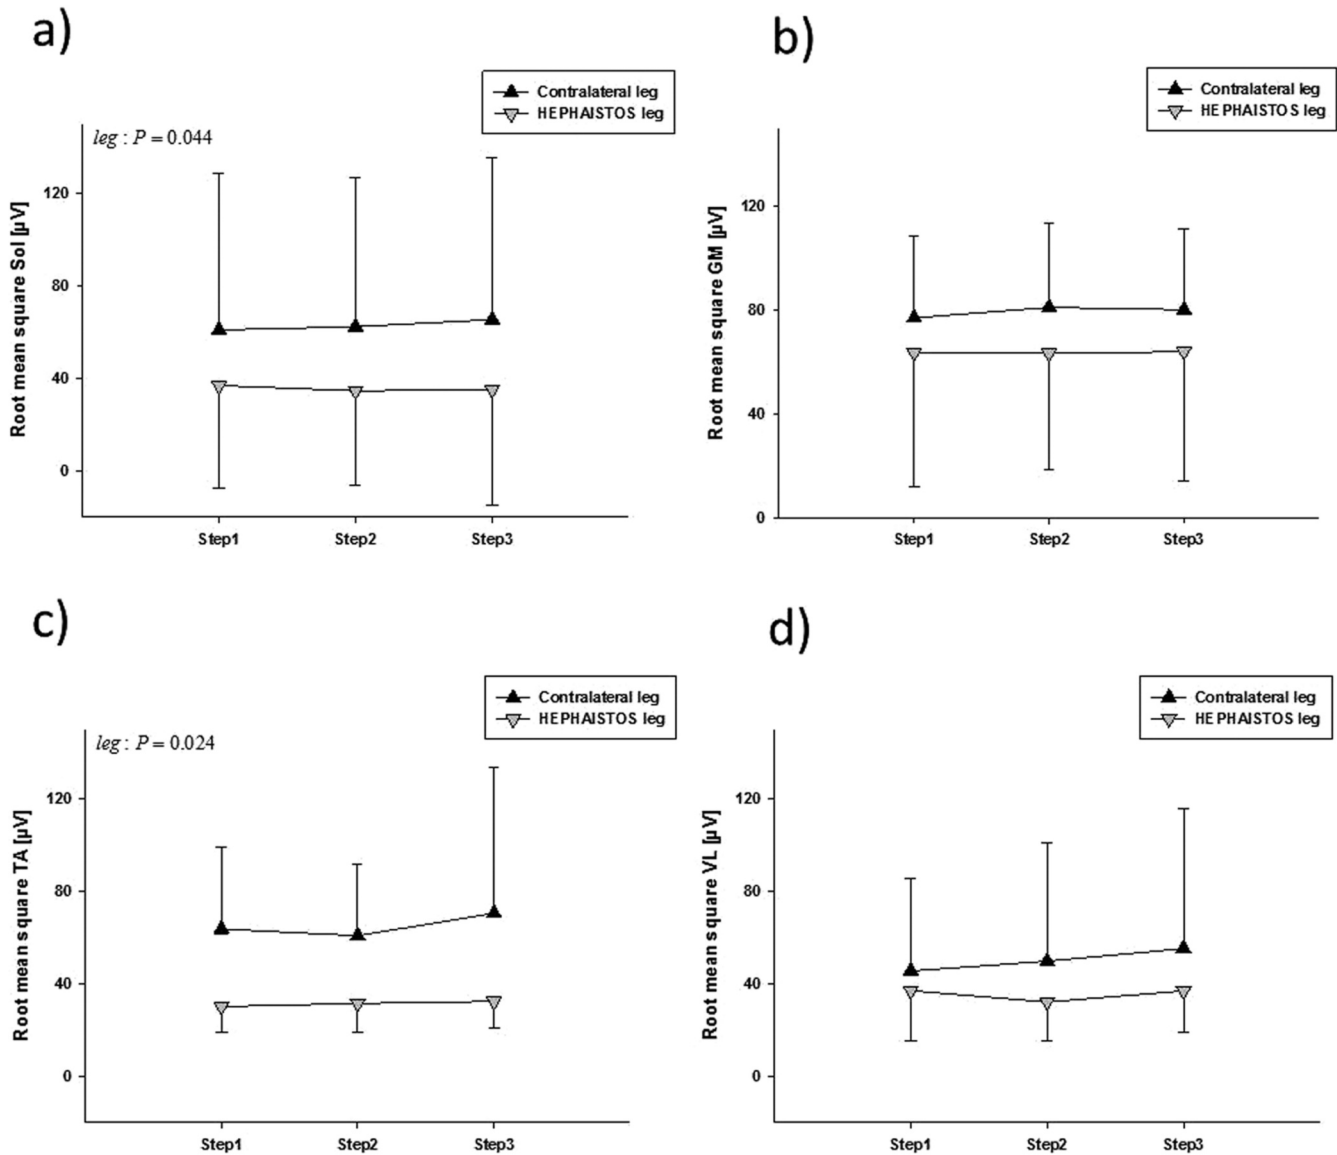 a)
Contralateral leg
HEPHAISTOS leg
leg : P = 0.044
Root mean square Sol [µV]
120
80
40
0
Step1 Step2 Step3
b)
Contralateral leg
HEPHAISTOS leg
Root mean square GM [µV]
120
80
40
0
Step1 Step2 Step3
c)
Contralateral leg
HEPHAISTOS leg
leg : P = 0.024
Root mean square TA [µV]
120
80
40
0
Step1 Step2 Step3
d)
Contralateral leg
HEPHAISTOS leg
Root mean square VL [µV]
120
80
40
0
Step1 Step2 Step3